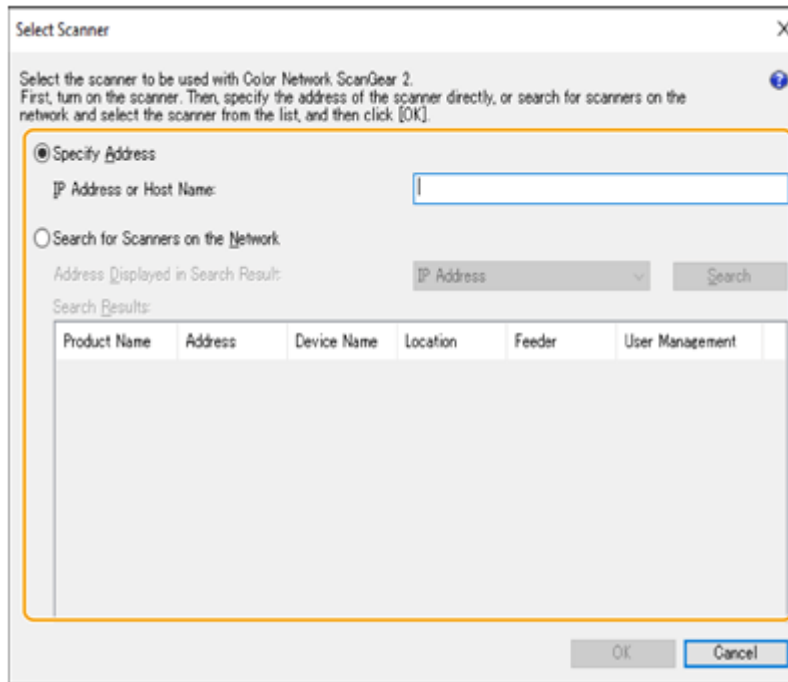 Select Scanner
Select the scanner to be used with Color Network ScanGear 2.
First, turn on the scanner. Then, specify the address of the scanner directly, or search for scanners on the
network and select the scanner from the list, and then click [OK].
Specify Address
IP Address or Host Name:
Search for Scanners on the Network
Address Displayed in Search Result: IP Address Search
Search Results:
Product Name Address Device Name Location Feeder User Management
OK Cancel